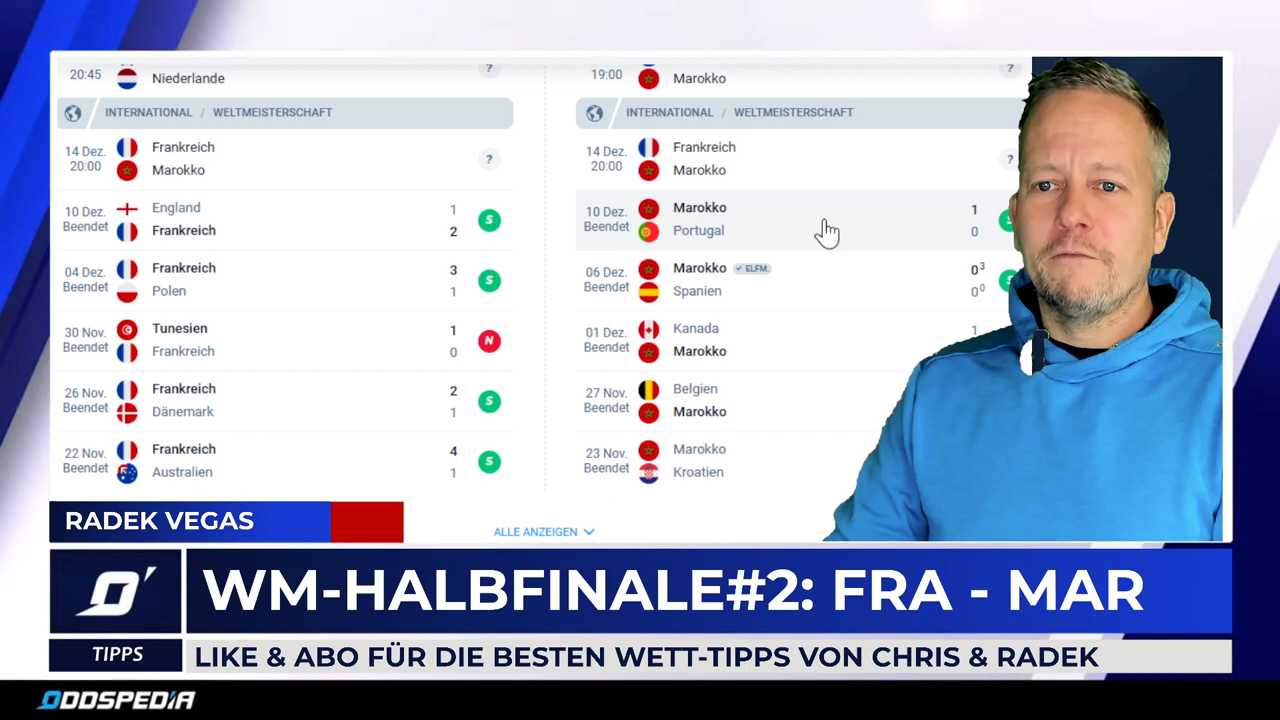 20:45
Niederlande
?
INTERNATIONAL / WELTMEISTERSCHAFT
14 Dez.
20:00
Frankreich
Marokko
?
10 Dez.
Beendet
England 1
Frankreich 2
S
04 Dez.
Beendet
Frankreich 3
Polen 1
S
30 Nov.
Beendet
Tunesien 1
Frankreich 0
N
26 Nov.
Beendet
Frankreich 2
Dänemark 1
S
22 Nov.
Beendet
Frankreich 4
Australien 1
S
19:00
Marokko
?
INTERNATIONAL / WELTMEISTERSCHAFT
14 Dez.
20:00
Frankreich
Marokko
?
10 Dez.
Beendet
Marokko 1
Portugal 0
S
06 Dez.
Beendet
Marokko ELFM. 0³
Spanien 0⁰
S
01 Dez.
Beendet
Kanada 1
Marokko
27 Nov.
Beendet
Belgien
Marokko
23 Nov.
Beendet
Marokko
Kroatien
ALLE ANZEIGEN
RADEK VEGAS
WM-HALBFINALE#2: FRA - MAR
TIPPS
LIKE & ABO FÜR DIE BESTEN WETT-TIPPS VON CHRIS & RADEK
ODDSPEDIA